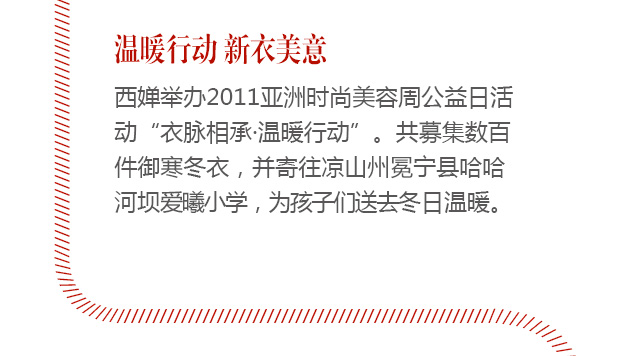 温暖行动 新衣美意
西婵举办2011亚洲时尚美容周公益日活
动“衣脉相承·温暖行动”。共募集数百
件御寒冬衣，并寄往凉山州冕宁县哈哈
河坝爱曦小学，为孩子们送去冬日温暖。